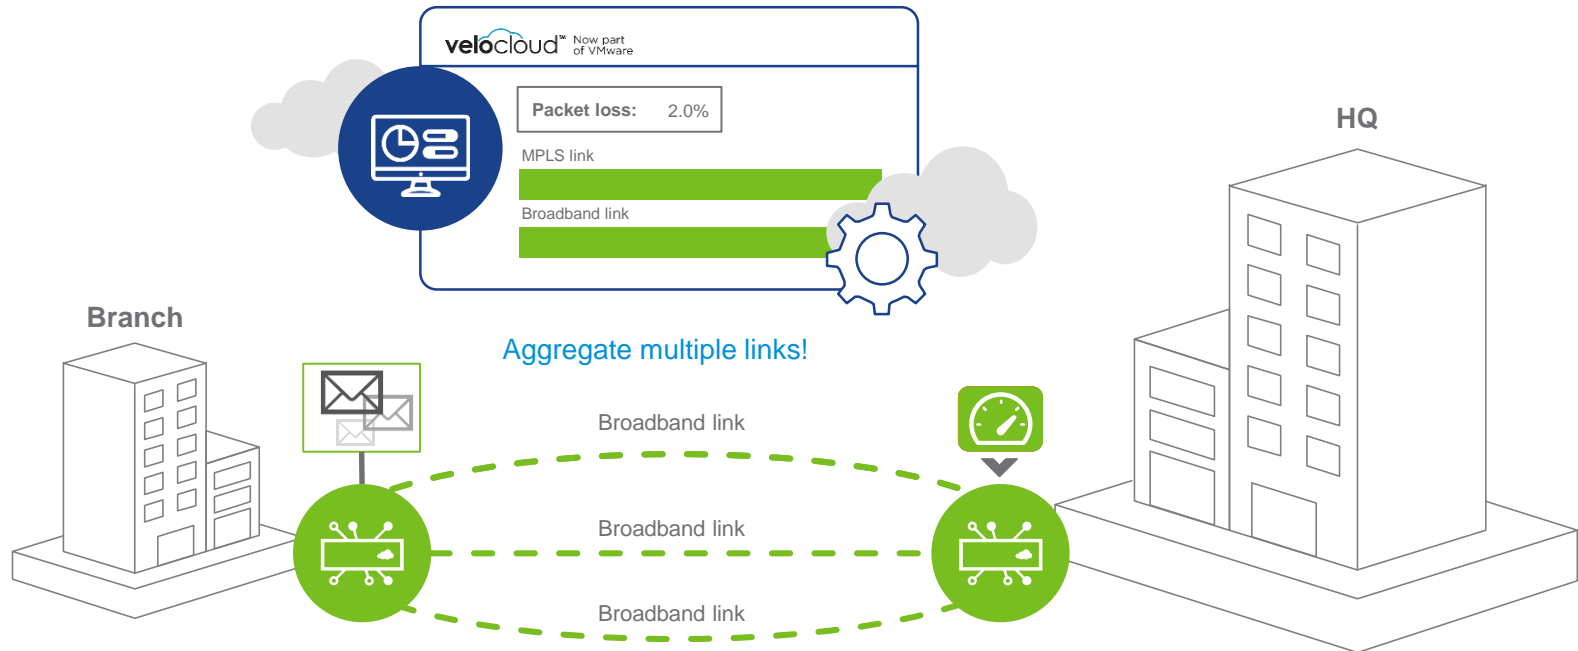 velocloud℠ Now part
of VMware
Packet loss: 2.0%
HQ
MPLS link
Broadband link
Branch
Aggregate multiple links!
Broadband link
Broadband link
Broadband link